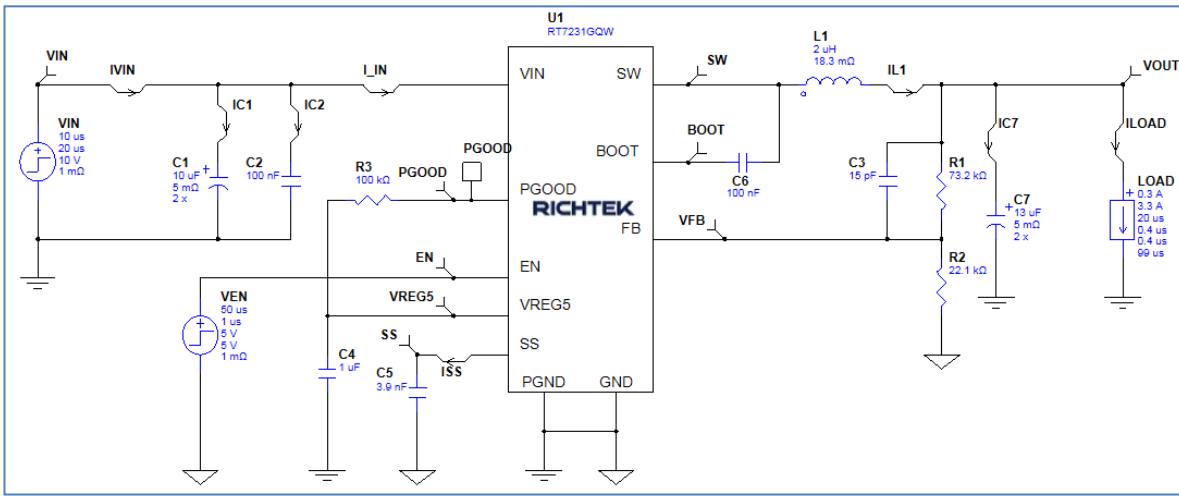 U1
RT7231GQW
VIN
IVIN
I_IN
VIN
SW
SW
L1
2 uH
18.3 mΩ
IL1
VOUT
IC1
IC2
VIN
10 us
20 us
10 V
1 mΩ
C1
10 uF
5 mΩ
2 x
C2
100 nF
BOOT
BOOT
C6
100 nF
C3
15 pF
R1
73.2 kΩ
IC7
ILOAD
C7
13 uF
5 mΩ
2 x
LOAD
0.3 A
3.3 A
20 us
0.4 us
0.4 us
99 us
R3
100 kΩ
PGOOD
PGOOD
PGOOD
RICHTEK
FB
VFB
R2
22.1 kΩ
EN
EN
VEN
50 us
1 us
5 V
5 V
1 mΩ
VREG5
VREG5
SS
SS
ISS
C4
1 uF
C5
3.9 nF
PGND
GND